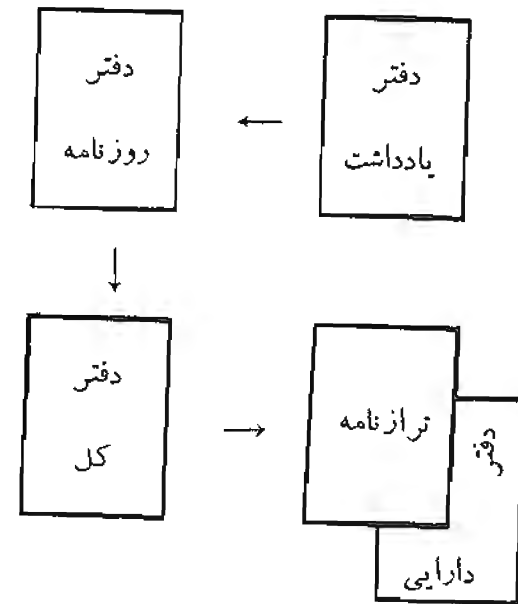 دفتر
یادداشت
دفتر
روزنامه
دفتر
کل
ترازنامه
دفتر
دارایی